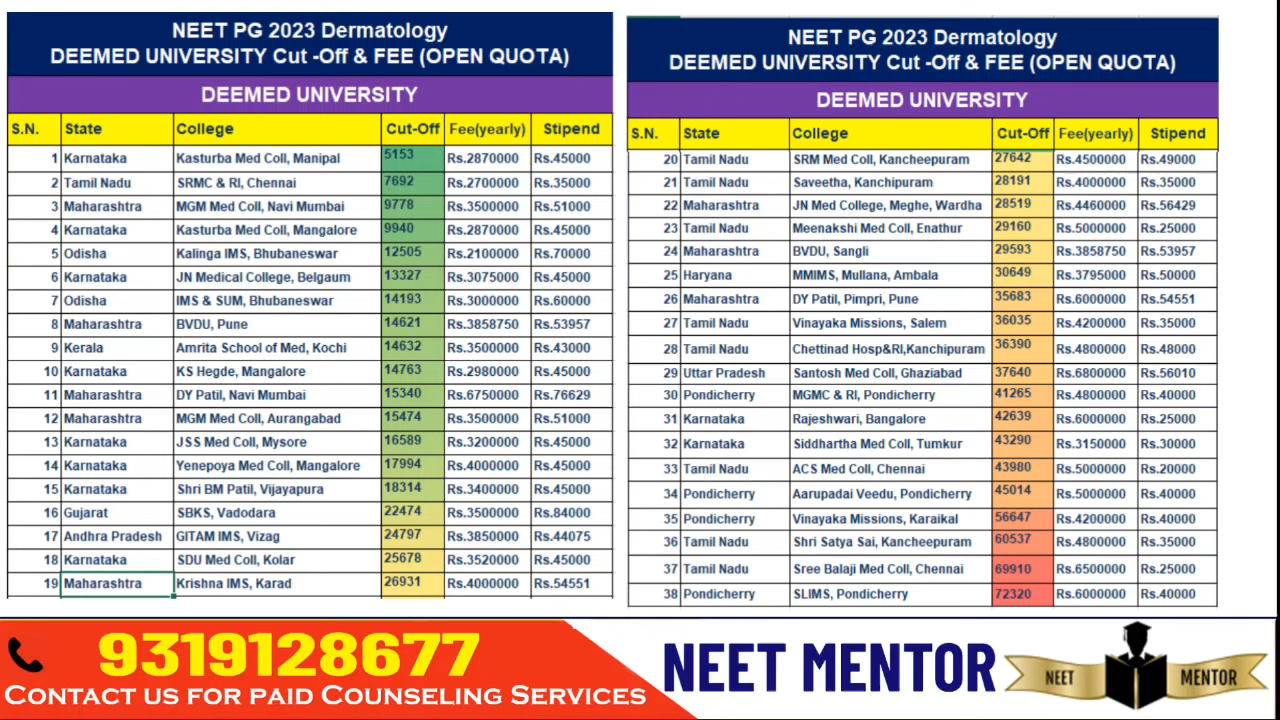 NEET PG 2023 Dermatology
DEEMED UNIVERSITY Cut -Off & FEE (OPEN QUOTA)
DEEMED UNIVERSITY
S.N. State College Cut-Off Fee(yearly) Stipend
1 Karnataka Kasturba Med Coll, Manipal 5153 Rs.2870000 Rs.45000
2 Tamil Nadu SRMC & RI, Chennai 7692 Rs.2700000 Rs.35000
3 Maharashtra MGM Med Coll, Navi Mumbai 9778 Rs.3500000 Rs.51000
4 Karnataka Kasturba Med Coll, Mangalore 9940 Rs.2870000 Rs.45000
5 Odisha Kalinga IMS, Bhubaneswar 12505 Rs.2100000 Rs.70000
6 Karnataka JN Medical College, Belgaum 13327 Rs.3075000 Rs.45000
7 Odisha IMS & SUM, Bhubaneswar 14193 Rs.3000000 Rs.60000
8 Maharashtra BVDU, Pune 14621 Rs.3858750 Rs.53957
9 Kerala Amrita School of Med, Kochi 14632 Rs.3500000 Rs.43000
10 Karnataka KS Hegde, Mangalore 14763 Rs.2980000 Rs.45000
11 Maharashtra DY Patil, Navi Mumbai 15340 Rs.6750000 Rs.76629
12 Maharashtra MGM Med Coll, Aurangabad 15474 Rs.3500000 Rs.51000
13 Karnataka JSS Med Coll, Mysore 16589 Rs.3200000 Rs.45000
14 Karnataka Yenepoya Med Coll, Mangalore 17994 Rs.4000000 Rs.45000
15 Karnataka Shri BM Patil, Vijayapura 18314 Rs.3400000 Rs.45000
16 Gujarat SBKS, Vadodara 22474 Rs.3500000 Rs.84000
17 Andhra Pradesh GITAM IMS, Vizag 24797 Rs.3850000 Rs.44075
18 Karnataka SDU Med Coll, Kolar 25678 Rs.3520000 Rs.45000
19 Maharashtra Krishna IMS, Karad 26931 Rs.4000000 Rs.54551
NEET PG 2023 Dermatology
DEEMED UNIVERSITY Cut -Off & FEE (OPEN QUOTA)
DEEMED UNIVERSITY
S.N. State College Cut-Off Fee(yearly) Stipend
20 Tamil Nadu SRM Med Coll, Kancheepuram 27642 Rs.4500000 Rs.49000
21 Tamil Nadu Saveetha, Kanchipuram 28191 Rs.4000000 Rs.35000
22 Maharashtra JN Med College, Meghe, Wardha 28519 Rs.4460000 Rs.56429
23 Tamil Nadu Meenakshi Med Coll, Enathur 29160 Rs.5000000 Rs.25000
24 Maharashtra BVDU, Sangli 29593 Rs.3858750 Rs.53957
25 Haryana MMIMS, Mullana, Ambala 30649 Rs.3795000 Rs.50000
26 Maharashtra DY Patil, Pimpri, Pune 35683 Rs.6000000 Rs.54551
27 Tamil Nadu Vinayaka Missions, Salem 36035 Rs.4200000 Rs.35000
28 Tamil Nadu Chettinad Hosp&RI,Kanchipuram 36390 Rs.4800000 Rs.48000
29 Uttar Pradesh Santosh Med Coll, Ghaziabad 37640 Rs.6800000 Rs.56010
30 Pondicherry MGMC & RI, Pondicherry 41265 Rs.4800000 Rs.40000
31 Karnataka Rajeshwari, Bangalore 42639 Rs.6000000 Rs.25000
32 Karnataka Siddhartha Med Coll, Tumkur 43290 Rs.3150000 Rs.30000
33 Tamil Nadu ACS Med Coll, Chennai 43980 Rs.5000000 Rs.20000
34 Pondicherry Aarupadai Veedu, Pondicherry 45014 Rs.5000000 Rs.40000
35 Pondicherry Vinayaka Missions, Karaikal 56647 Rs.4200000 Rs.40000
36 Tamil Nadu Shri Satya Sai, Kancheepuram 60537 Rs.4800000 Rs.35000
37 Tamil Nadu Sree Balaji Med Coll, Chennai 69910 Rs.6500000 Rs.25000
38 Pondicherry SLIMS, Pondicherry 72320 Rs.6000000 Rs.40000
9319128677
CONTACT US FOR PAID COUNSELING SERVICES
NEET MENTOR
NEET MENTOR